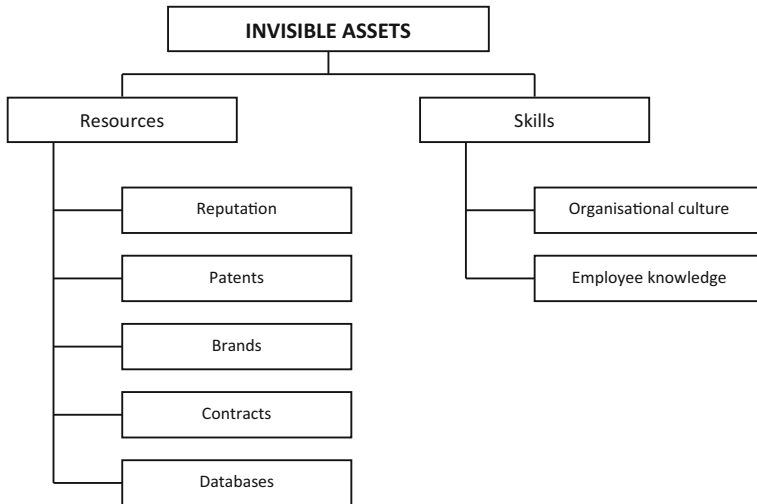 INVISIBLE ASSETS
Resources
Skills
Reputation
Organisational culture
Patents
Employee knowledge
Brands
Contracts
Databases